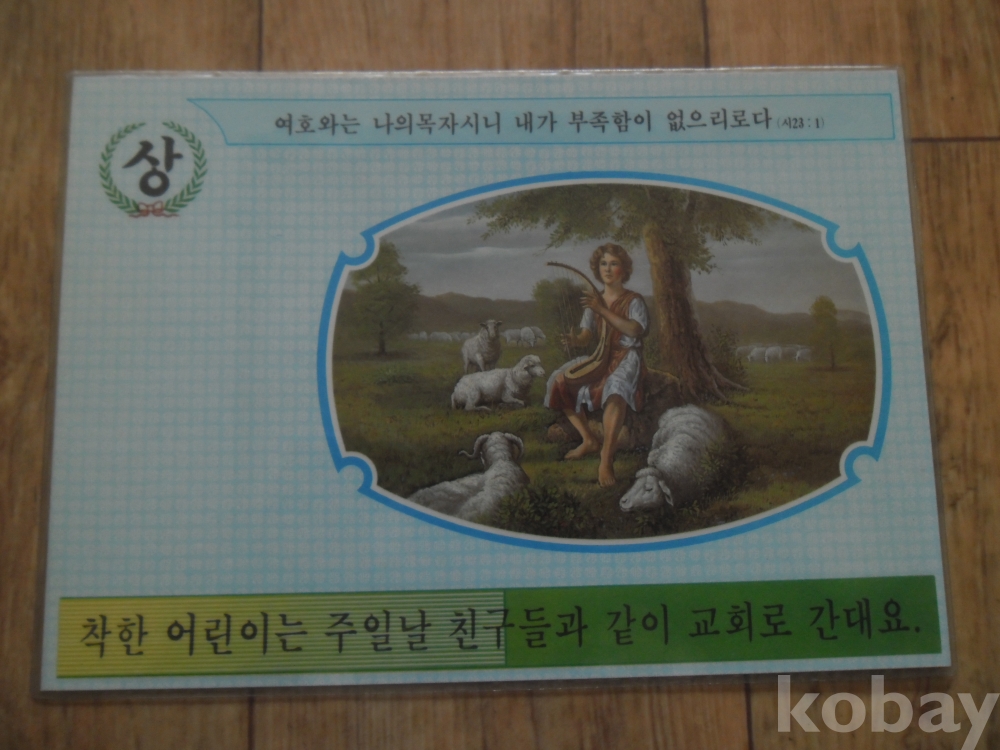 여호와는 나의목자시니 내가 부족함이 없으리로다 (시23:1)
상
착한 어린이는 주일날 친구들과 같이 교회로 간대요.
kobay